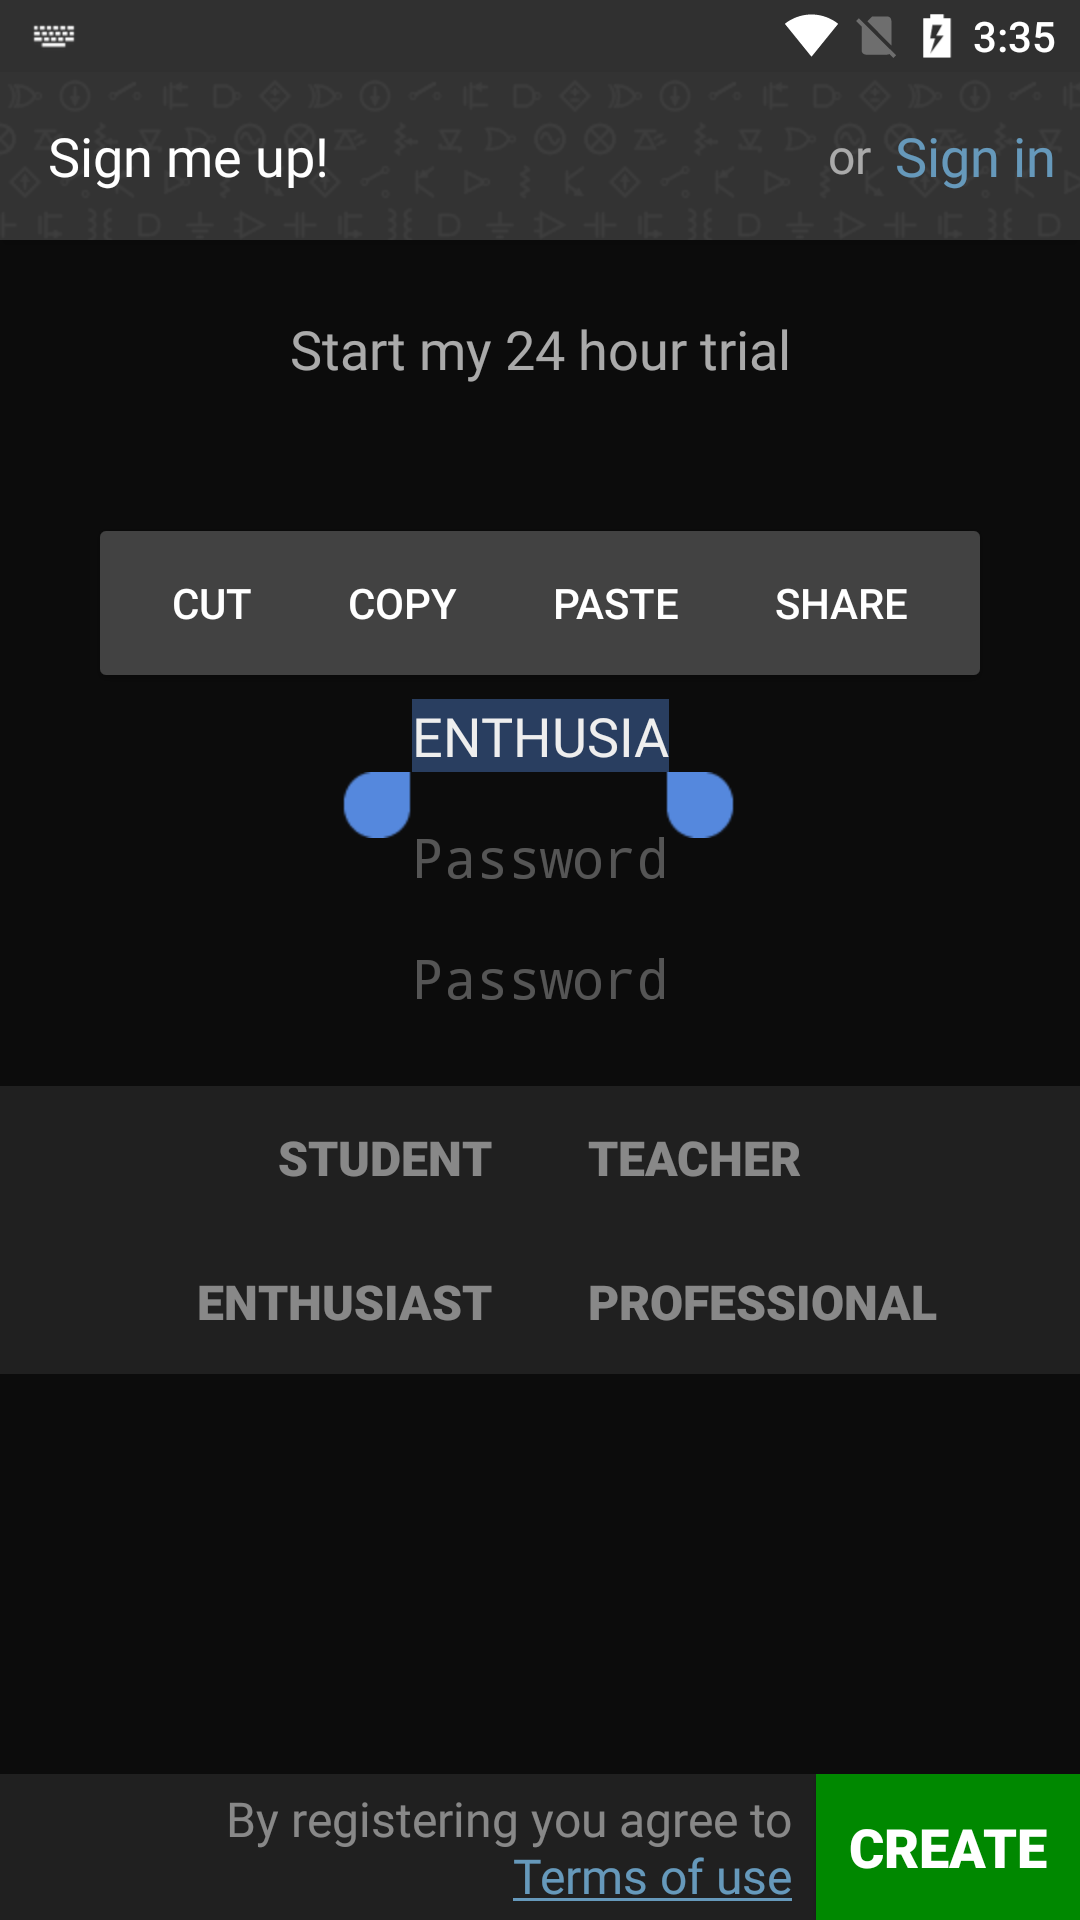 3:35
Sign me up!
or Sign in
Start my 24 hour trial
CUT COPY PASTE SHARE
ENTHUSIA
Password
Password
STUDENT TEACHER
ENTHUSIAST PROFESSIONAL
By registering you agree to
Terms of use
CREATE